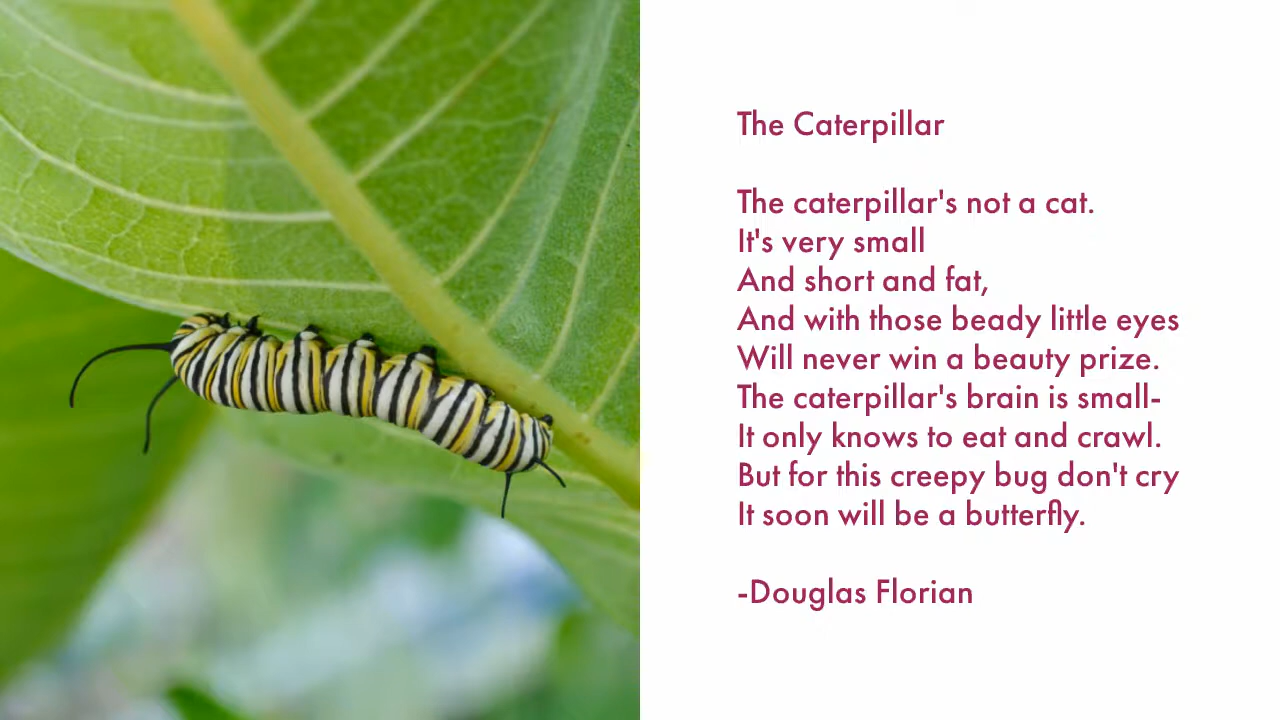 The Caterpillar
The caterpillar's not a cat.
It's very small
And short and fat,
And with those beady little eyes
Will never win a beauty prize.
The caterpillar's brain is small-
It only knows to eat and crawl.
But for this creepy bug don't cry
It soon will be a butterfly.
-Douglas Florian